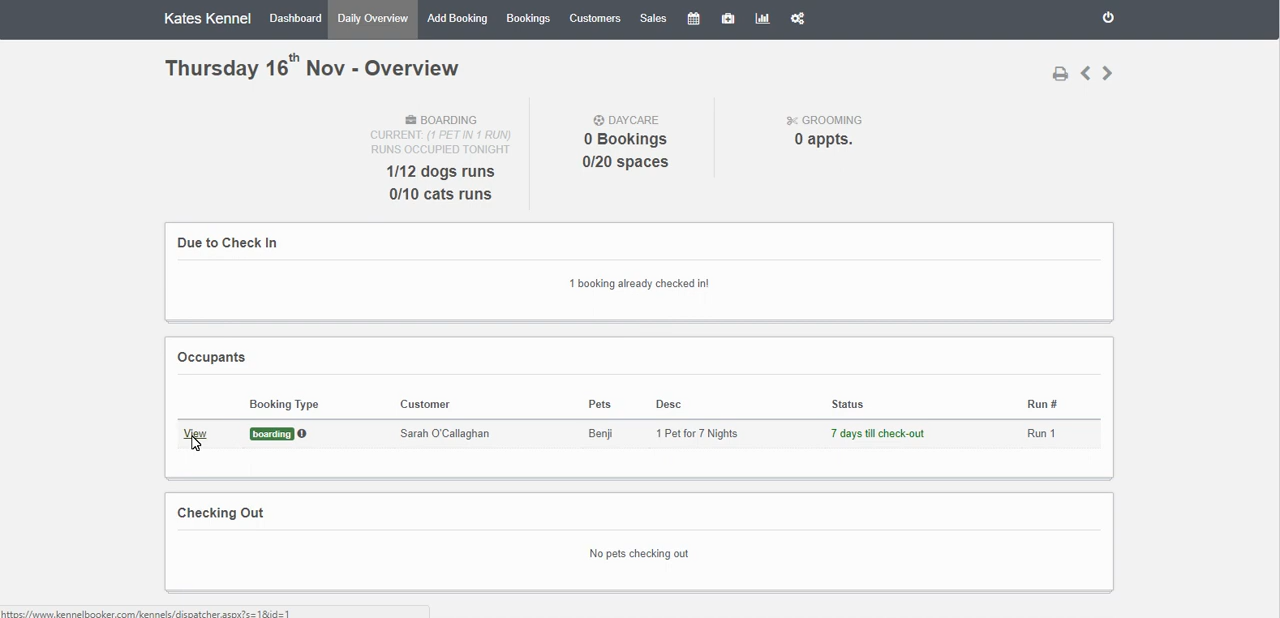 Kates Kennel Dashboard Daily Overview Add Booking Bookings Customers Sales
Thursday 16th Nov - Overview
BOARDING
CURRENT: (1 PET IN 1 RUN)
RUNS OCCUPIED TONIGHT
1/12 dogs runs
0/10 cats runs
DAYCARE
0 Bookings
0/20 spaces
GROOMING
0 appts.
Due to Check In
1 booking already checked in!
Occupants
Booking Type Customer Pets Desc Status Run #
View boarding Sarah O'Callaghan Benji 1 Pet for 7 Nights 7 days till check-out Run 1
Checking Out
No pets checking out
https://www.kennelbooker.com/kennels/dispatcher.aspx?s=1&id=1